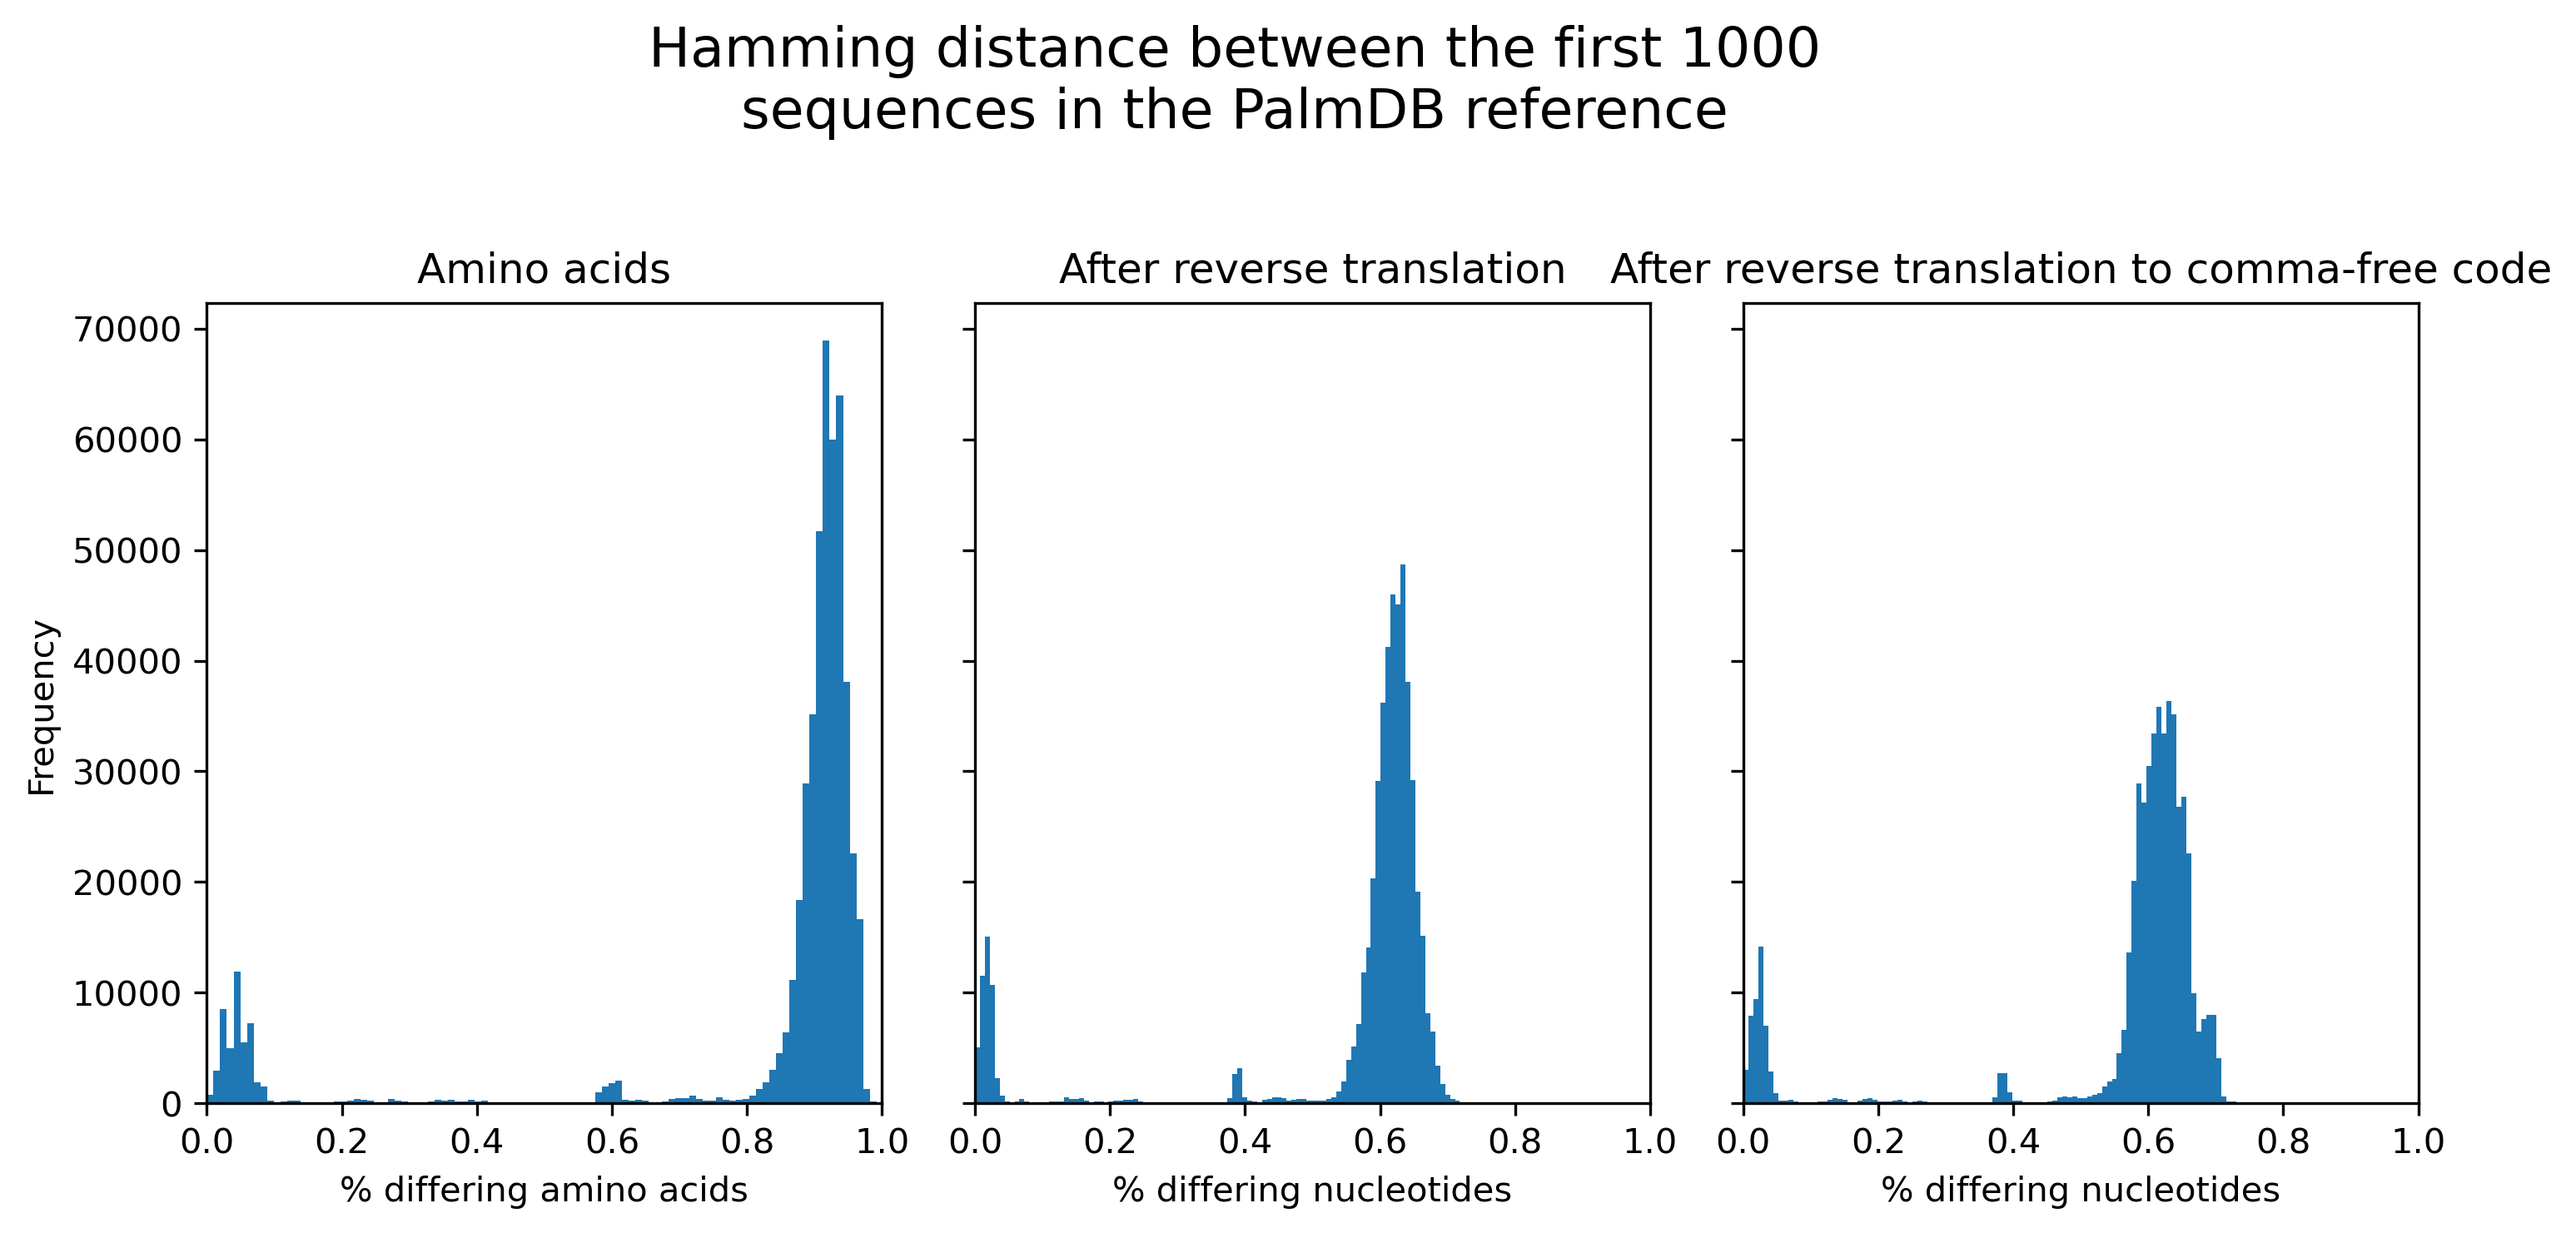 Hamming distance between the first 1000
sequences in the PalmDB reference
Amino acids
After reverse translation
After reverse translation to comma-free code
Frequency
70000
60000
50000
40000
30000
20000
10000
0
0.0 0.2 0.4 0.6 0.8 1.0
0.0 0.2 0.4 0.6 0.8 1.0
0.0 0.2 0.4 0.6 0.8 1.0
% differing amino acids
% differing nucleotides
% differing nucleotides